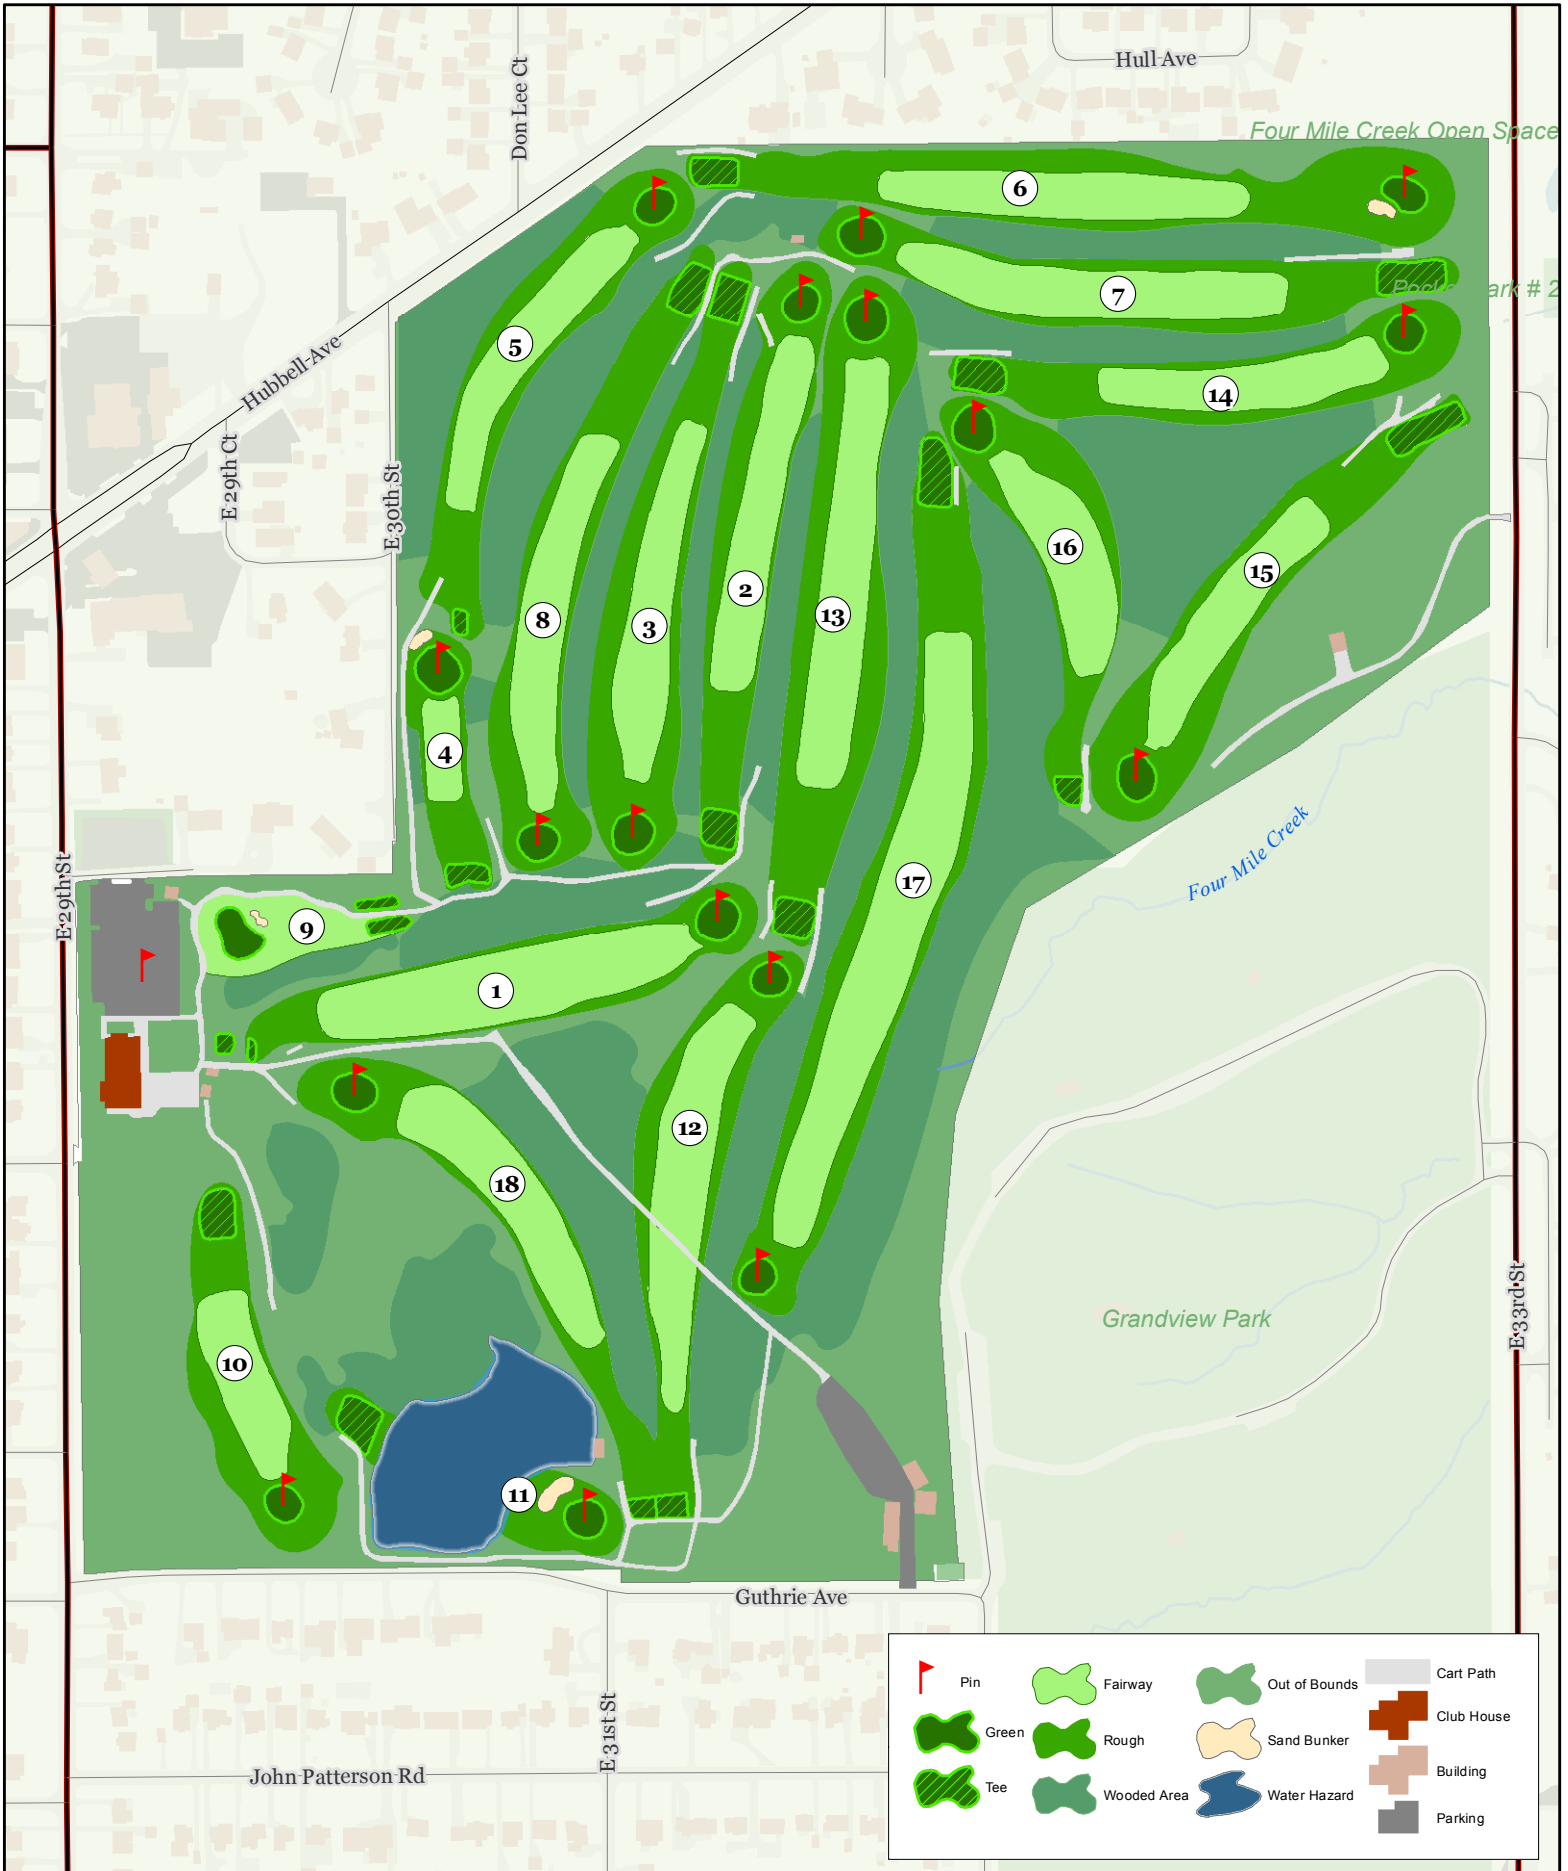 Hull Ave
Don Lee Ct
Four Mile Creek Open Space
6
7
5
Hubbell Ave
14
E 29th Ct
E 30th St
16
15
2
13
8
3
4
17
Four Mile Creek
E 29th St
9
1
12
18
Grandview Park
E 33rd St
10
11
Guthrie Ave
E 31st St
John Patterson Rd
Pin
Fairway
Out of Bounds
Cart Path
Green
Rough
Sand Bunker
Club House
Tee
Wooded Area
Water Hazard
Building
Parking